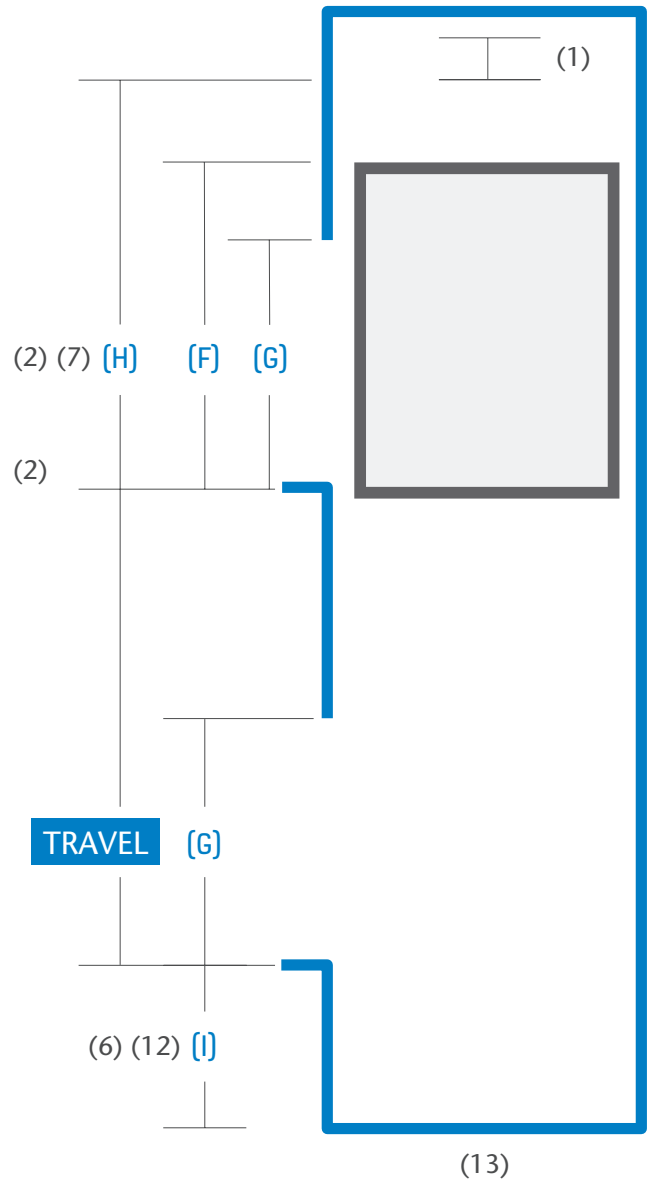 (1)
(2) (7) (H) (F) (G)
(2)
TRAVEL (G)
(6) (12) (I)
(13)